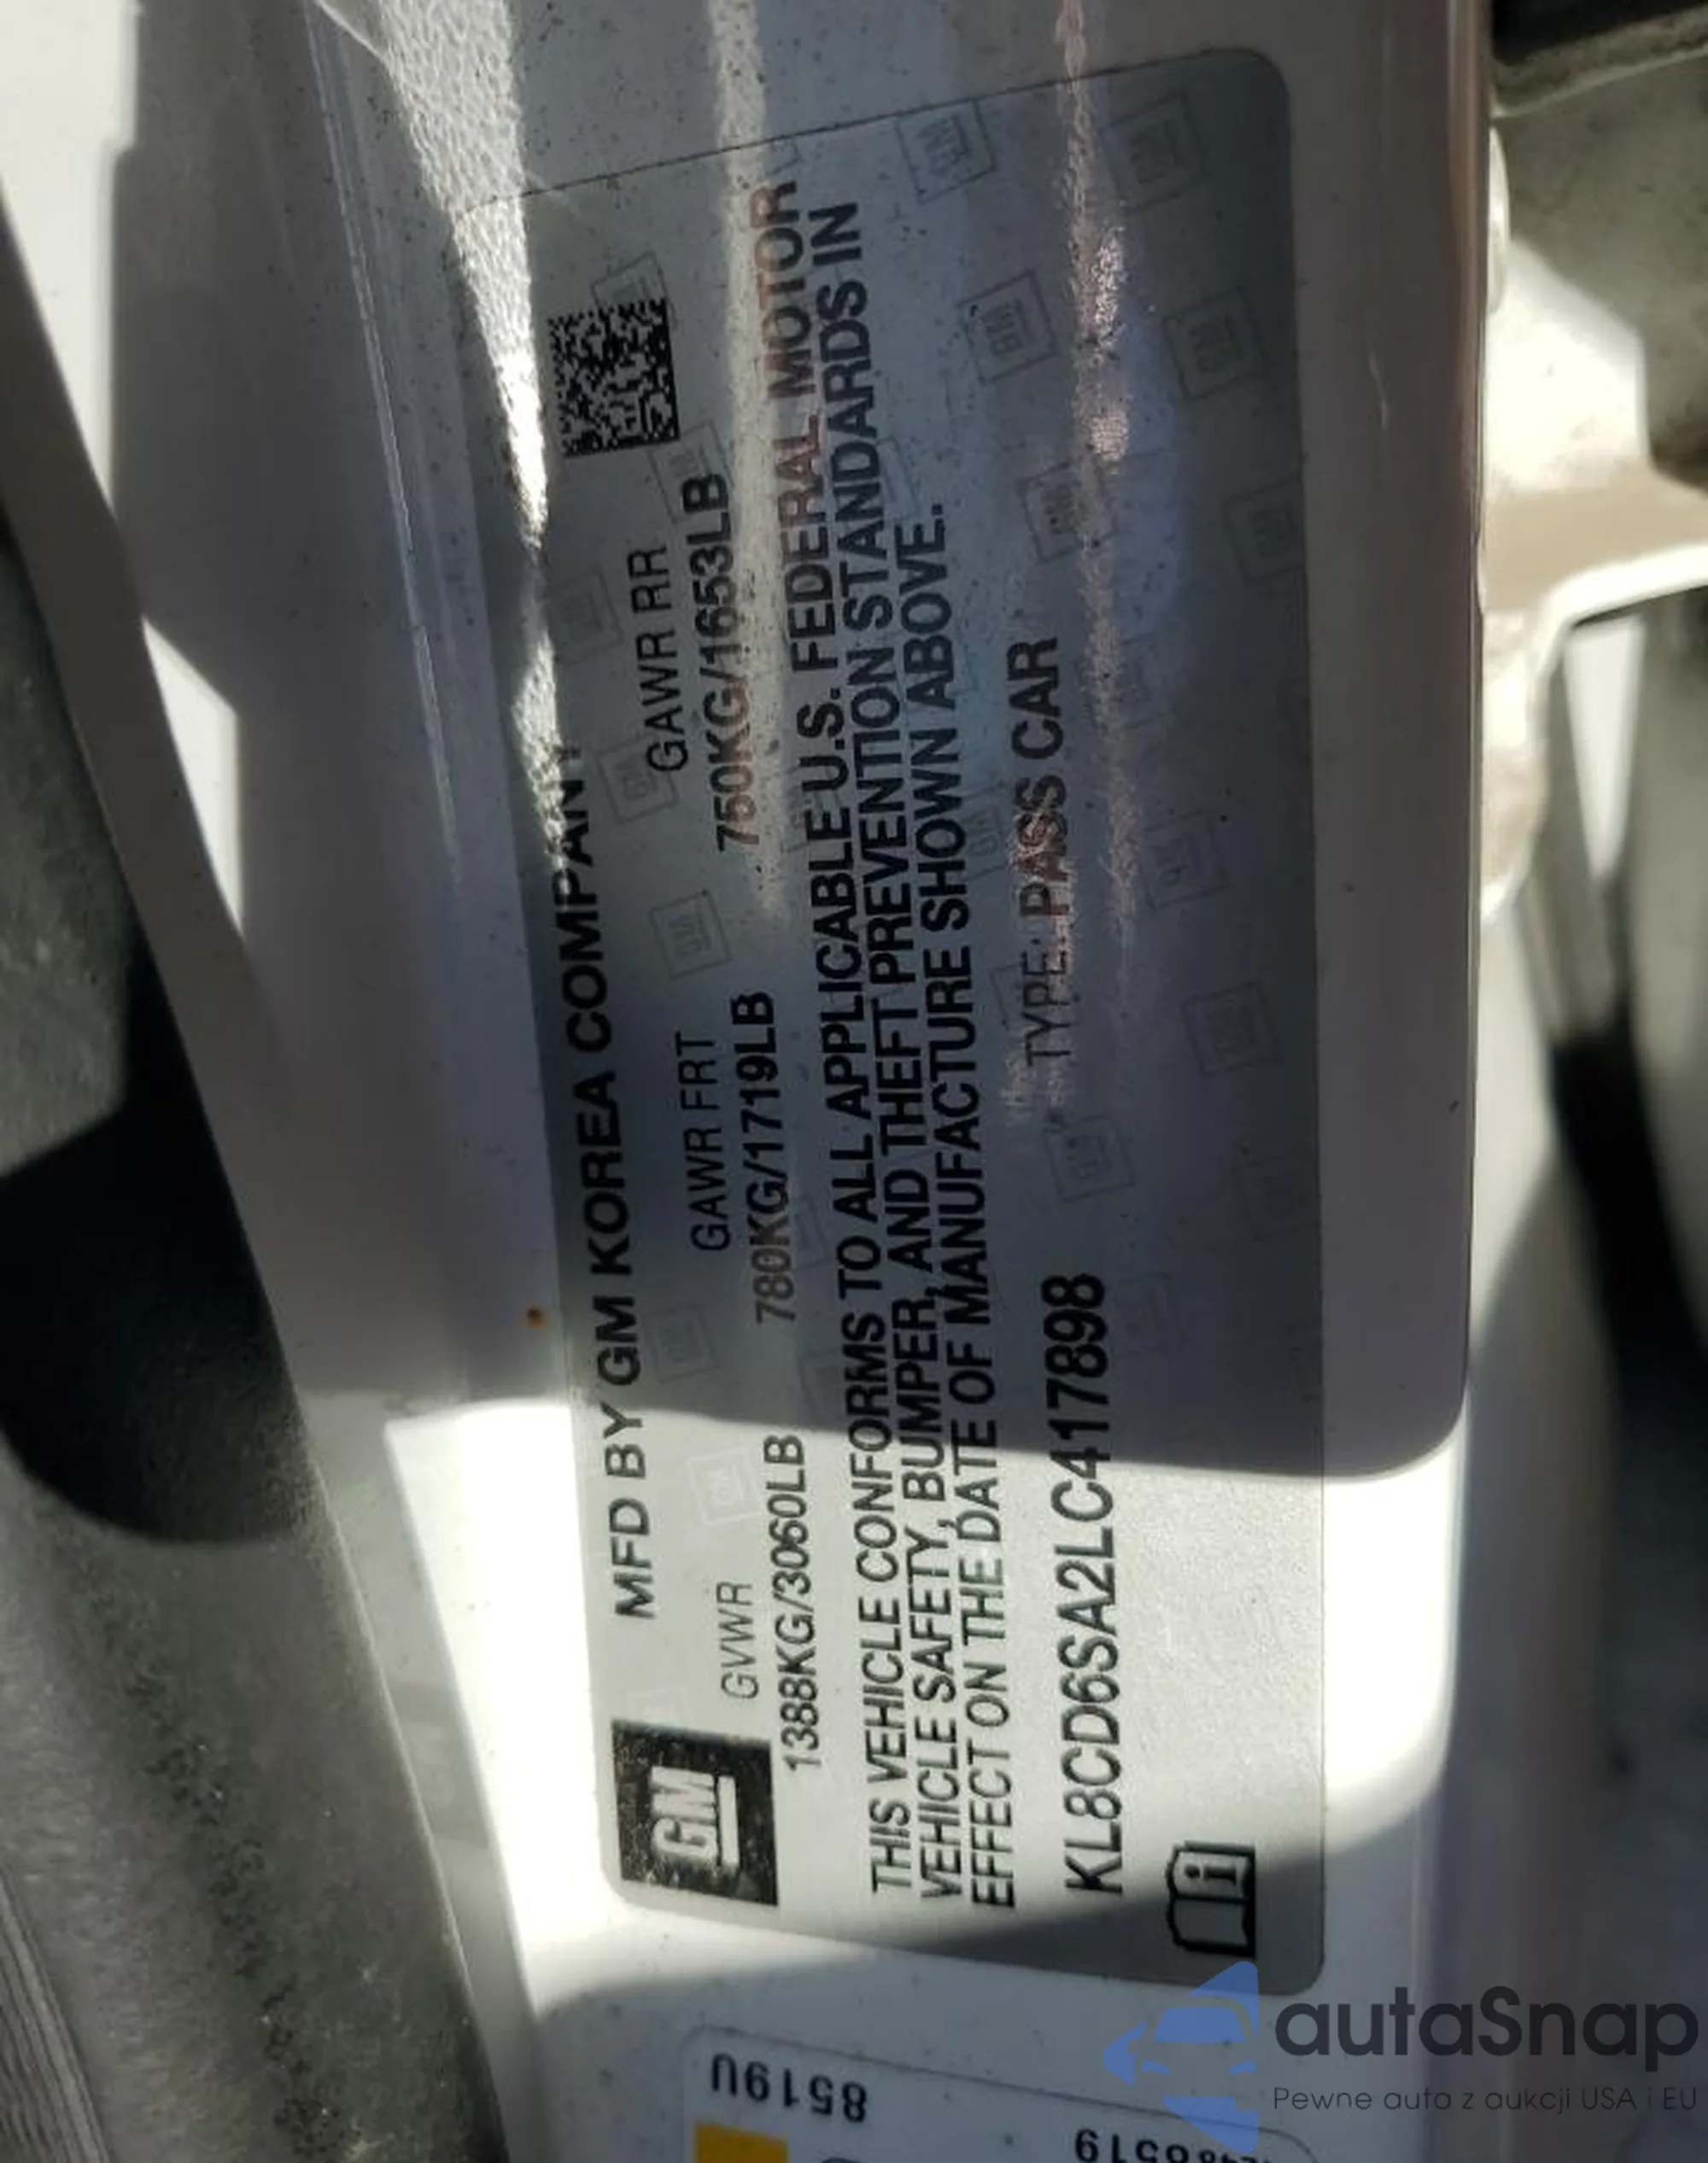 MFD BY GM KOREA COMPANY
GM
GVWR GAWR FRT GAWR RR
1388KG/3060LB 780KG/1719LB 750KG/1653LB
THIS VEHICLE CONFORMS TO ALL APPLICABLE U.S. FEDERAL MOTOR
VEHICLE SAFETY, BUMPER, AND THEFT PREVENTION STANDARDS IN
EFFECT ON THE DATE OF MANUFACTURE SHOWN ABOVE.
KL8CD6SA2LC417898 TYPE: PASS CAR
i
8519U
autaSnap
Pewne auta z aukcji USA i EU